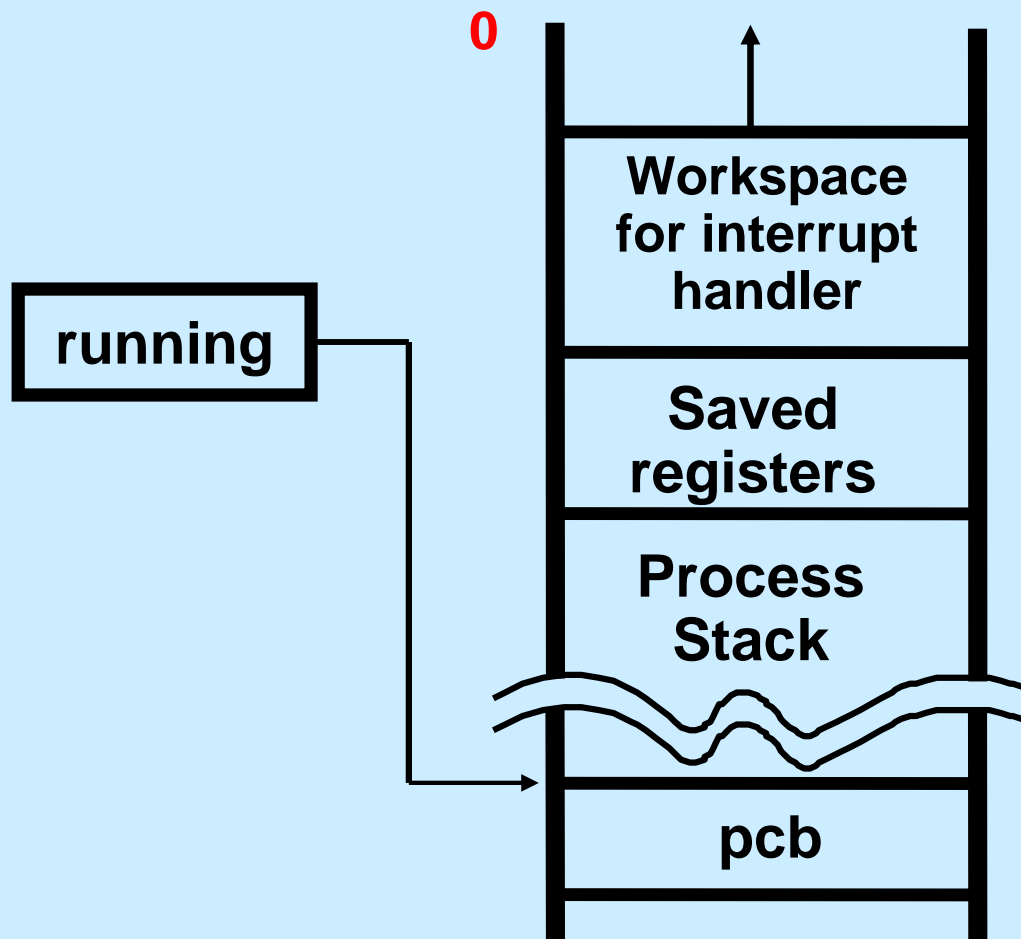 0
Workspace
for interrupt
handler
running
Saved
registers
Process
Stack
pcb